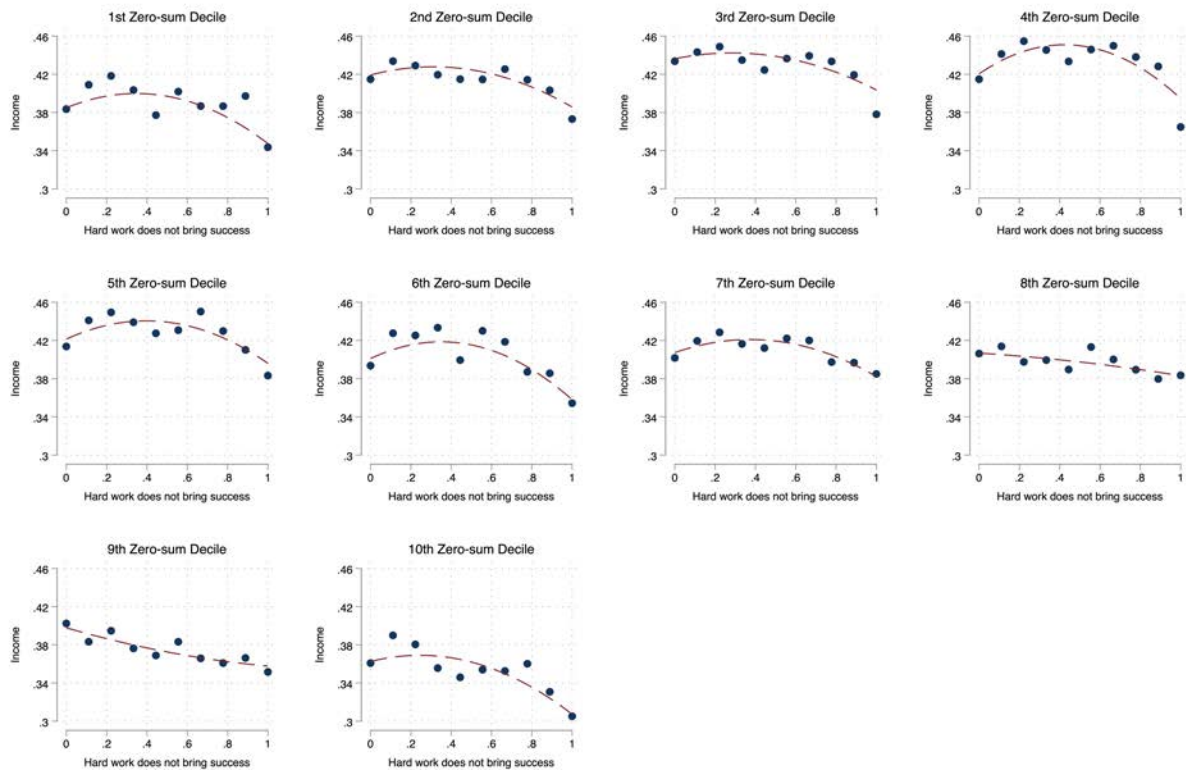 1st Zero-sum Decile
.46
.42
.38
.34
.3
Income
0 .2 .4 .6 .8 1
Hard work does not bring success
2nd Zero-sum Decile
.46
.42
.38
.34
.3
Income
0 .2 .4 .6 .8 1
Hard work does not bring success
3rd Zero-sum Decile
.46
.42
.38
.34
.3
Income
0 .2 .4 .6 .8 1
Hard work does not bring success
4th Zero-sum Decile
.46
.42
.38
.34
.3
Income
0 .2 .4 .6 .8 1
Hard work does not bring success
5th Zero-sum Decile
.46
.42
.38
.34
.3
Income
0 .2 .4 .6 .8 1
Hard work does not bring success
6th Zero-sum Decile
.46
.42
.38
.34
.3
Income
0 .2 .4 .6 .8 1
Hard work does not bring success
7th Zero-sum Decile
.46
.42
.38
.34
.3
Income
0 .2 .4 .6 .8 1
Hard work does not bring success
8th Zero-sum Decile
.46
.42
.38
.34
.3
Income
0 .2 .4 .6 .8 1
Hard work does not bring success
9th Zero-sum Decile
.46
.42
.38
.34
.3
Income
0 .2 .4 .6 .8 1
Hard work does not bring success
10th Zero-sum Decile
.46
.42
.38
.34
.3
Income
0 .2 .4 .6 .8 1
Hard work does not bring success